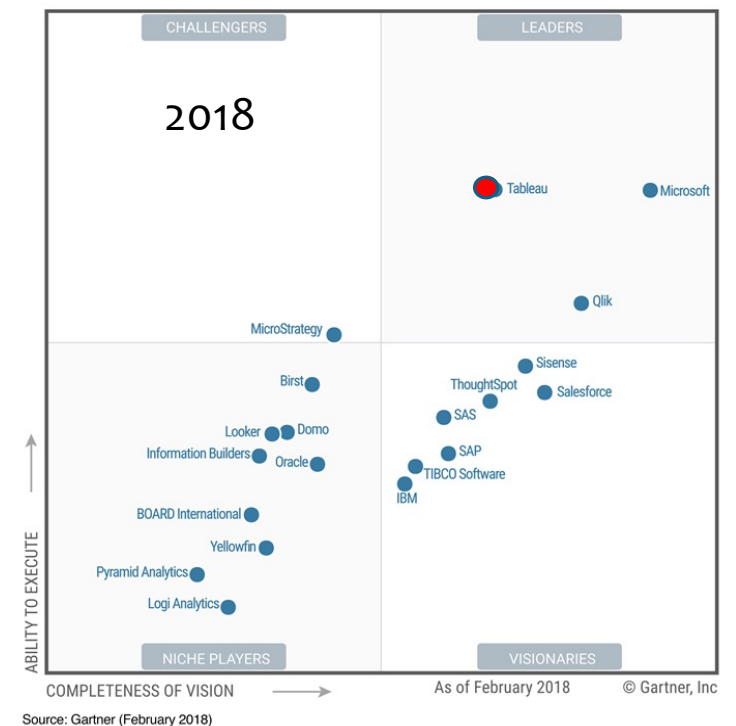 CHALLENGERS
LEADERS
2018
Tableau
Microsoft
Qlik
MicroStrategy
Sisense
Birst
ThoughtSpot
Salesforce
SAS
Looker
Domo
Information Builders
Oracle
SAP
TIBCO Software
IBM
BOARD International
Yellowfin
Pyramid Analytics
Logi Analytics
ABILITY TO EXECUTE
NICHE PLAYERS
VISIONARIES
COMPLETENESS OF VISION
As of February 2018
© Gartner, Inc
Source: Gartner (February 2018)